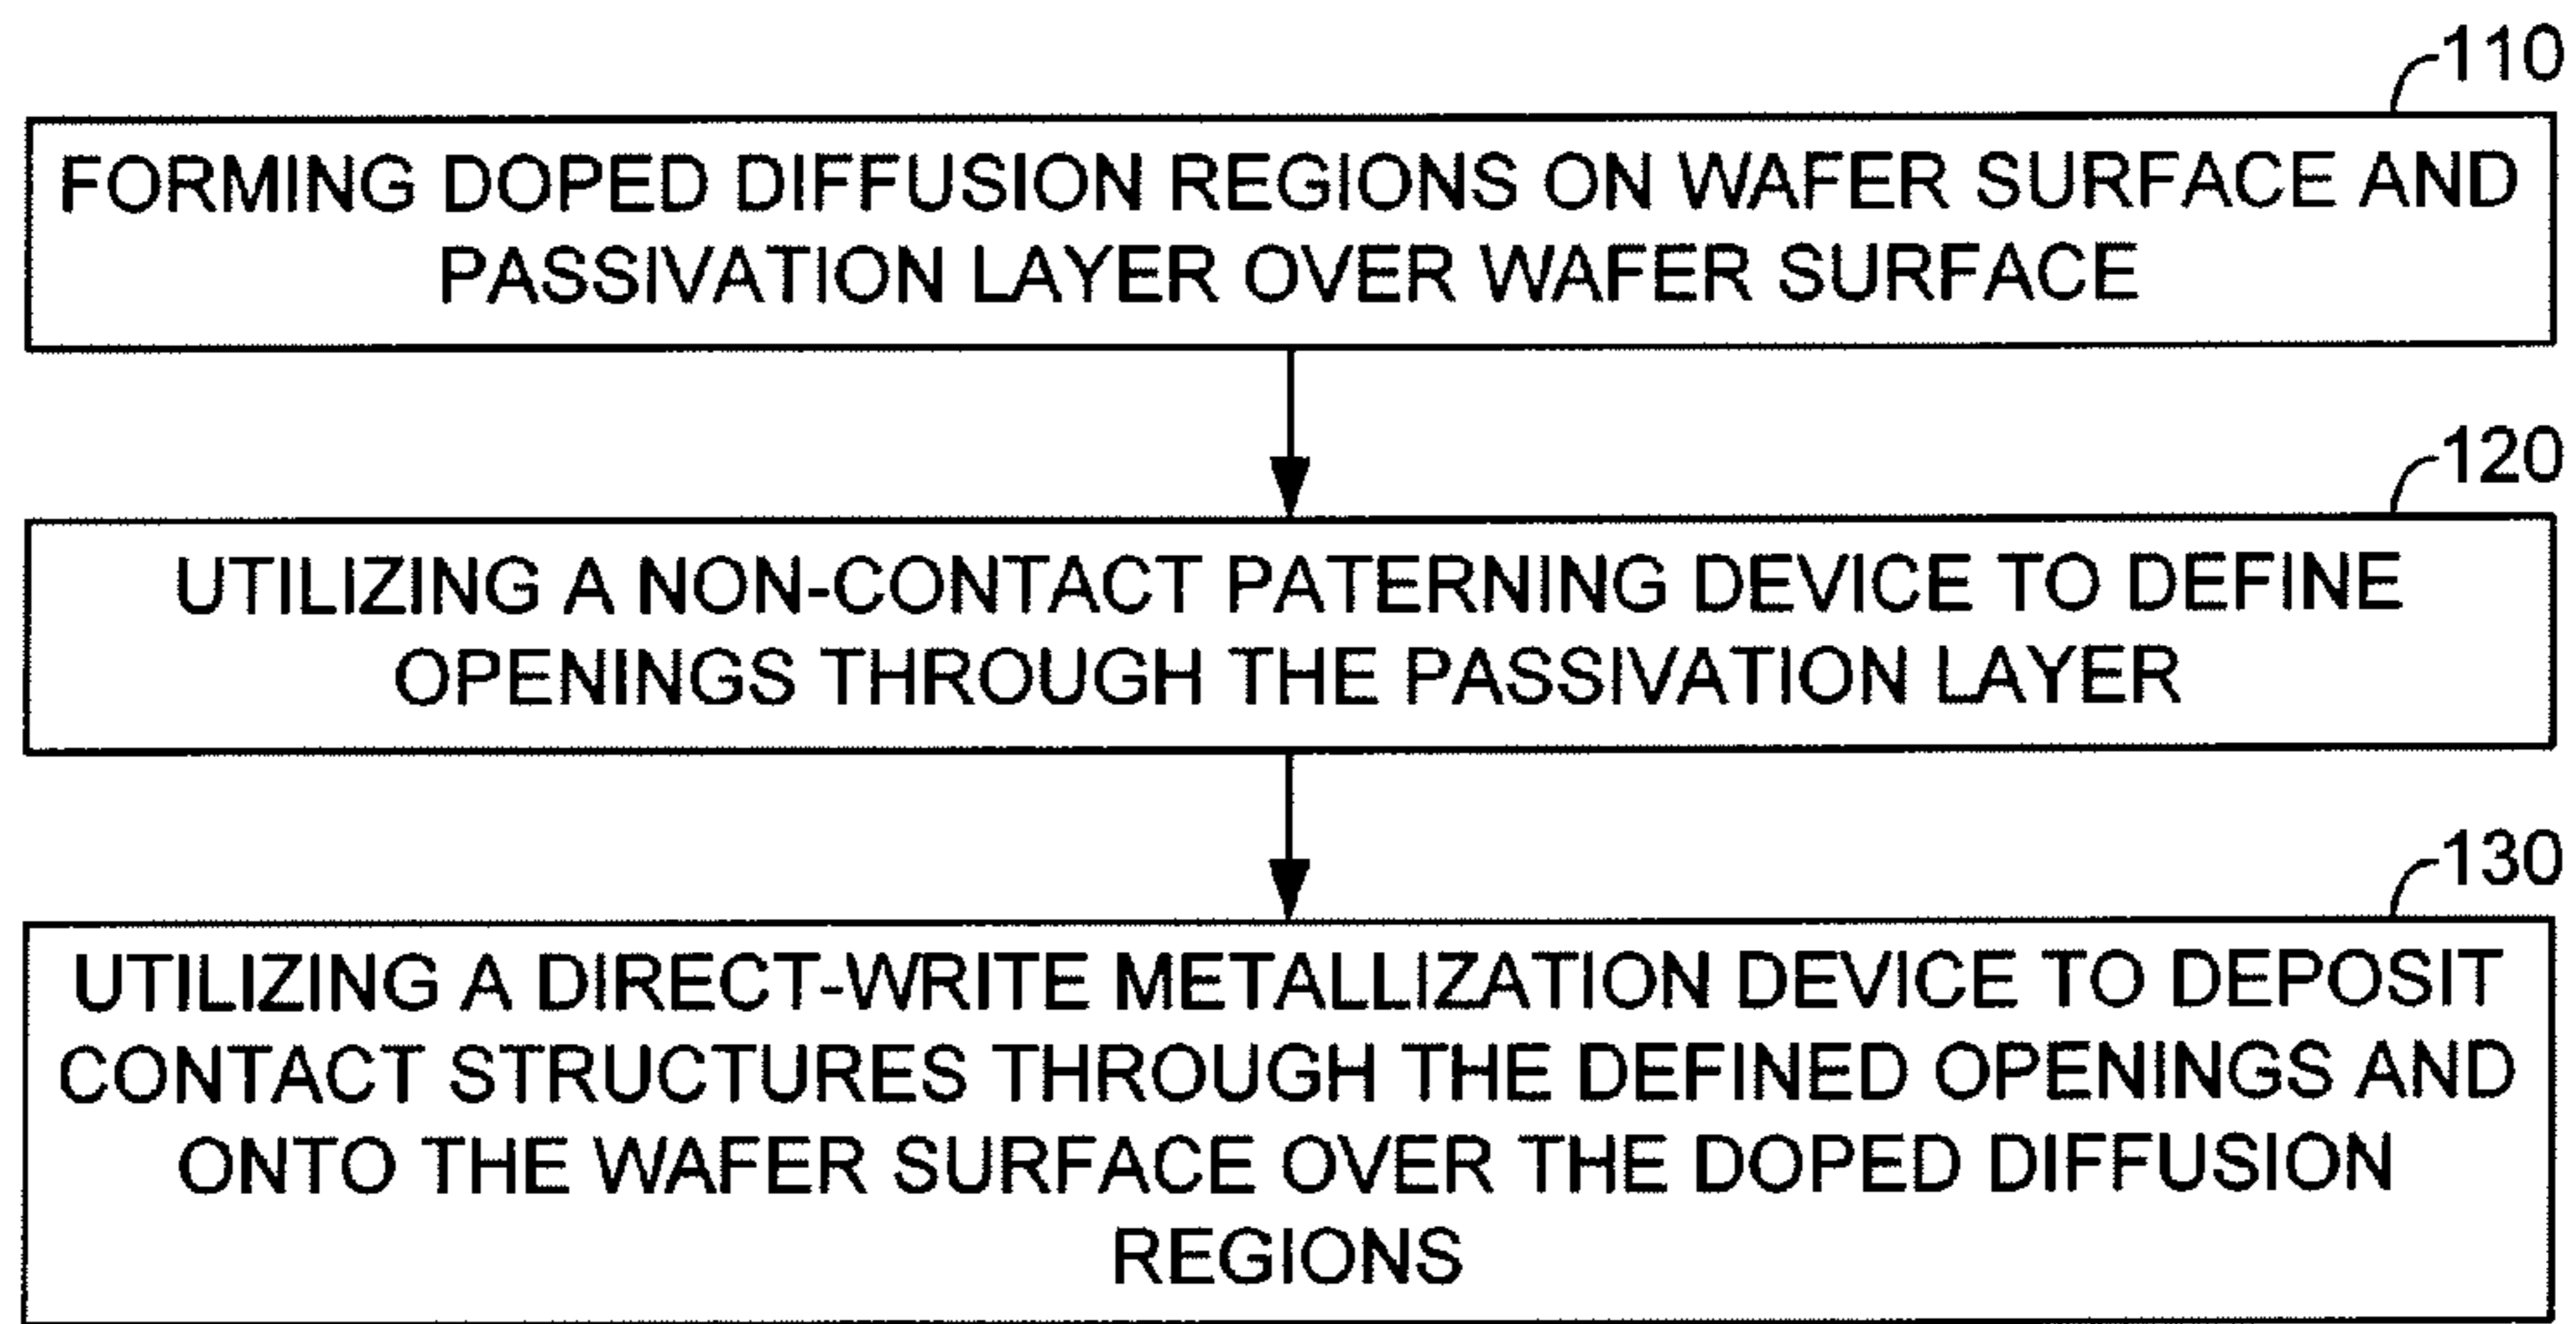 110
FORMING DOPED DIFFUSION REGIONS ON WAFER SURFACE AND
PASSIVATION LAYER OVER WAFER SURFACE
120
UTILIZING A NON-CONTACT PATERNING DEVICE TO DEFINE
OPENINGS THROUGH THE PASSIVATION LAYER
130
UTILIZING A DIRECT-WRITE METALLIZATION DEVICE TO DEPOSIT
CONTACT STRUCTURES THROUGH THE DEFINED OPENINGS AND
ONTO THE WAFER SURFACE OVER THE DOPED DIFFUSION
REGIONS